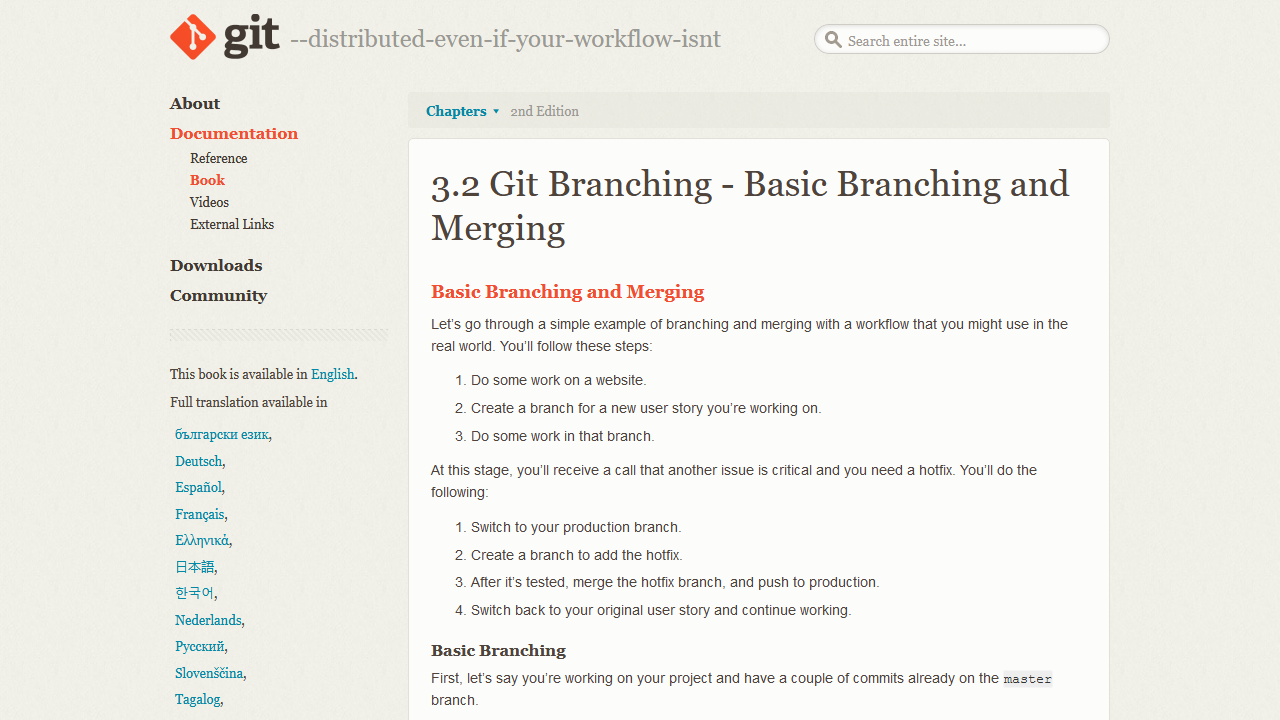 git --distributed-even-if-your-workflow-isnt
Search entire site...
About
Documentation
Reference
Book
Videos
External Links
Downloads
Community
This book is available in English.
Full translation available in
български език,
Deutsch,
Español,
Français,
Ελληνικά,
日本語,
한국어,
Nederlands,
Русский,
Slovenščina,
Tagalog,
Chapters ▾ 2nd Edition
3.2 Git Branching - Basic Branching and
Merging
Basic Branching and Merging
Let’s go through a simple example of branching and merging with a workflow that you might use in the
real world. You’ll follow these steps:
1. Do some work on a website.
2. Create a branch for a new user story you’re working on.
3. Do some work in that branch.
At this stage, you’ll receive a call that another issue is critical and you need a hotfix. You’ll do the
following:
1. Switch to your production branch.
2. Create a branch to add the hotfix.
3. After it’s tested, merge the hotfix branch, and push to production.
4. Switch back to your original user story and continue working.
Basic Branching
First, let’s say you’re working on your project and have a couple of commits already on the master
branch.